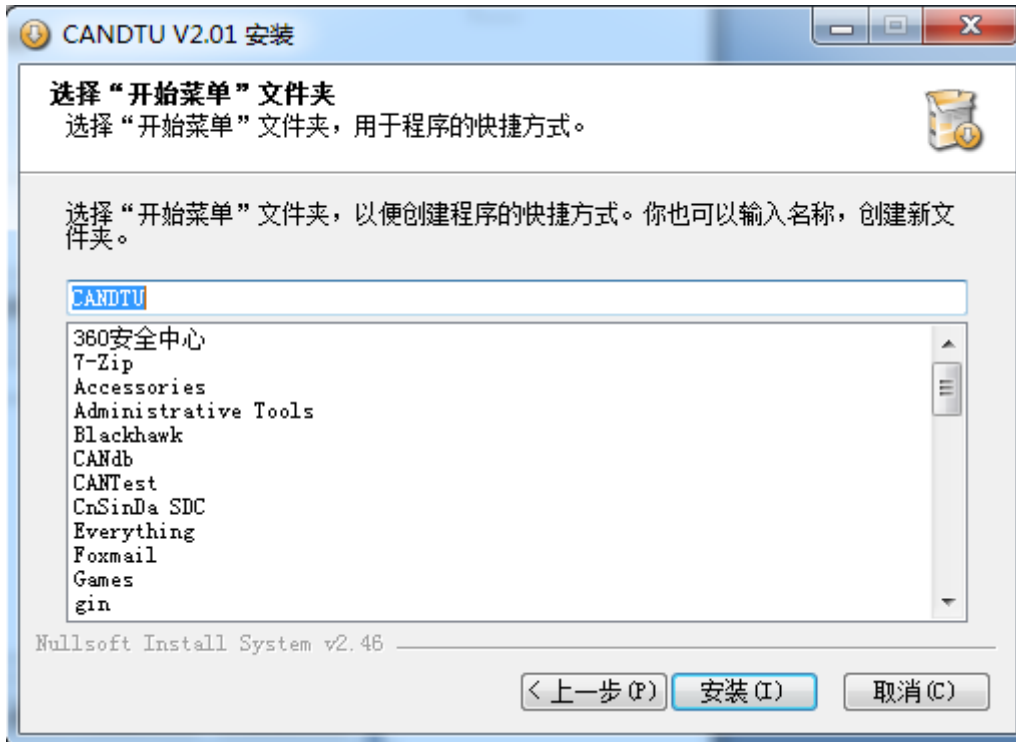 CANDTU V2.01 安装
选择“开始菜单”文件夹
选择“开始菜单”文件夹，用于程序的快捷方式。
选择“开始菜单”文件夹，以便创建程序的快捷方式。你也可以输入名称，创建新文
件夹。
CANDTU
360安全中心
7-Zip
Accessories
Administrative Tools
Blackhawk
CANdb
CANTest
CnSinDa SDC
Everything
Foxmail
Games
gin
Nullsoft Install System v2.46
< 上一步(P) 安装(I) 取消(C)